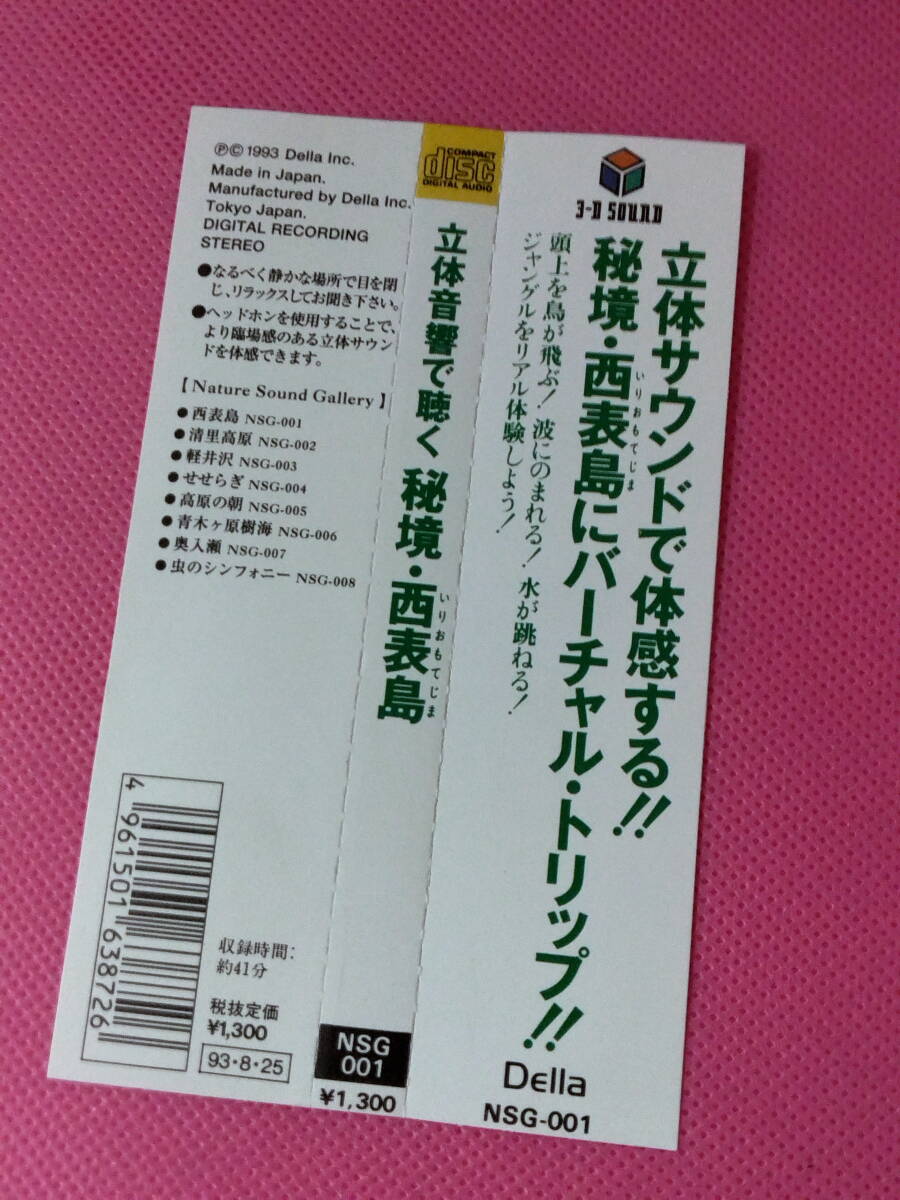 ℗© 1993 Della Inc.
Made in Japan.
Manufactured by Della Inc.
Tokyo Japan.
DIGITAL RECORDING
STEREO
●なるべく静かな場所で目を閉
じ、リラックスしてお聞き下さい。
●ヘッドホンを使用することで、
より臨場感のある立体サウン
ドを体感できます。
【Nature Sound Gallery】
●西表島 NSG-001
●清里高原 NSG-002
●軽井沢 NSG-003
●せせらぎ NSG-004
●高原の朝 NSG-005
●青木ヶ原樹海 NSG-006
●奥入瀬 NSG-007
●虫のシンフォニー NSG-008
4961501638726
収録時間:
約41分
税抜定価
¥1,300
93・8・25
COMPACT
disc
DIGITAL AUDIO
立体音響で聴く 秘境・西表島
いりおもてじま
NSG
001
¥1,300
3-D SOUND
立体サウンドで体感する!!
秘境・西表島にバーチャル・トリップ!!
いりおもてじま
頭上を鳥が飛ぶ! 波にのまれる! 水が跳ねる!
ジャングルをリアル体験しよう!
Della
NSG-001